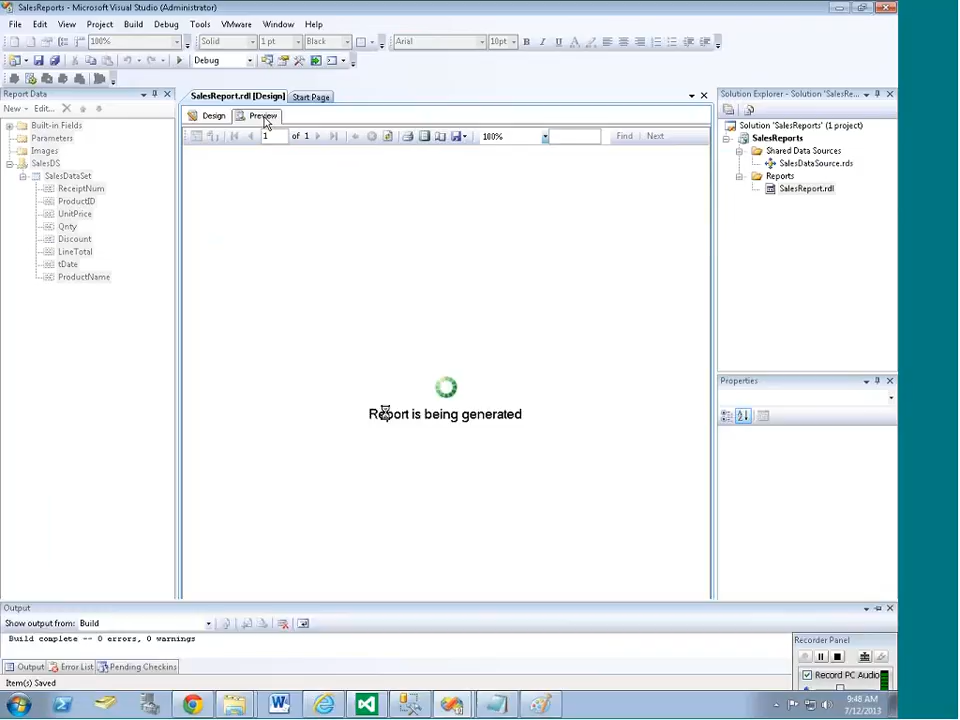 SalesReports - Microsoft Visual Studio (Administrator)
File Edit View Project Build Debug Tools VMware Window Help
100% Solid 1 pt Black Arial 10pt B I U
Debug
Report Data
New Edit...
Built-in Fields
Parameters
Images
SalesDS
SalesDataSet
ReceiptNum
ProductID
UnitPrice
Qnty
Discount
LineTotal
tDate
ProductName
SalesReport.rdl [Design] Start Page
Design Preview
1 of 1 100% Find Next
Report is being generated
Solution Explorer - Solution 'SalesRe...
Solution 'SalesReports' (1 project)
SalesReports
Shared Data Sources
SalesDataSource.rds
Reports
SalesReport.rdl
Properties
Output
Show output from: Build
Build complete -- 0 errors, 0 warnings
Output Error List Pending Checkins
Item(s) Saved
Recorder Panel
Record PC Audio
9:48 AM
7/12/2013